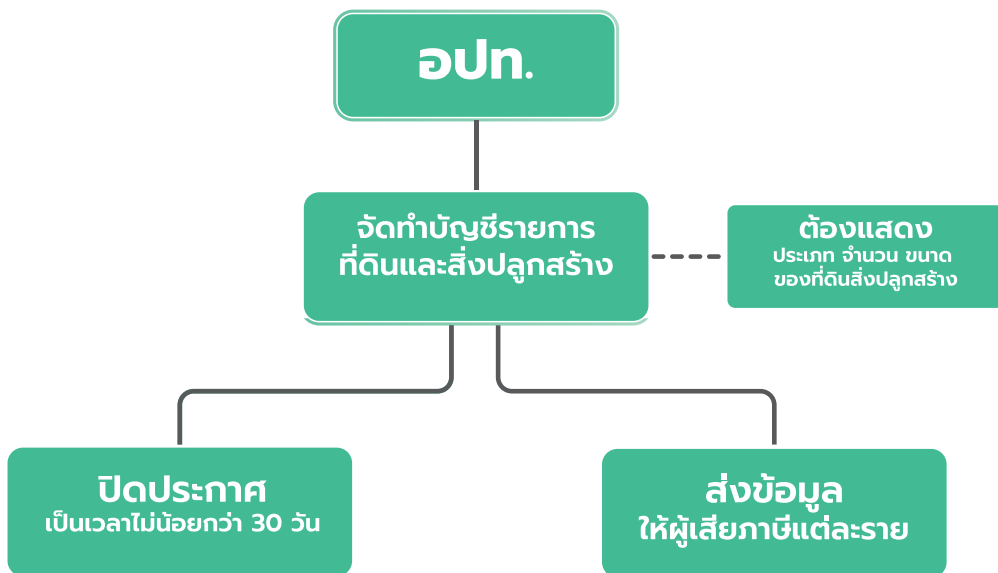 อปท.
จัดทำบัญชีรายการ
ที่ดินและสิ่งปลูกสร้าง
ต้องแสดง
ประเภท จำนวน ขนาด
ของที่ดินสิ่งปลูกสร้าง
ปิดประกาศ
เป็นเวลาไม่น้อยกว่า 30 วัน
ส่งข้อมูล
ให้ผู้เสียภาษีแต่ละราย